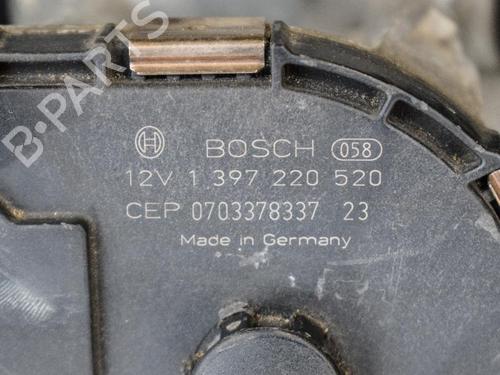 BOSCH 058
12V 1 397 220 520
CEP 0703378337 23
Made in Germany
B-PARTS